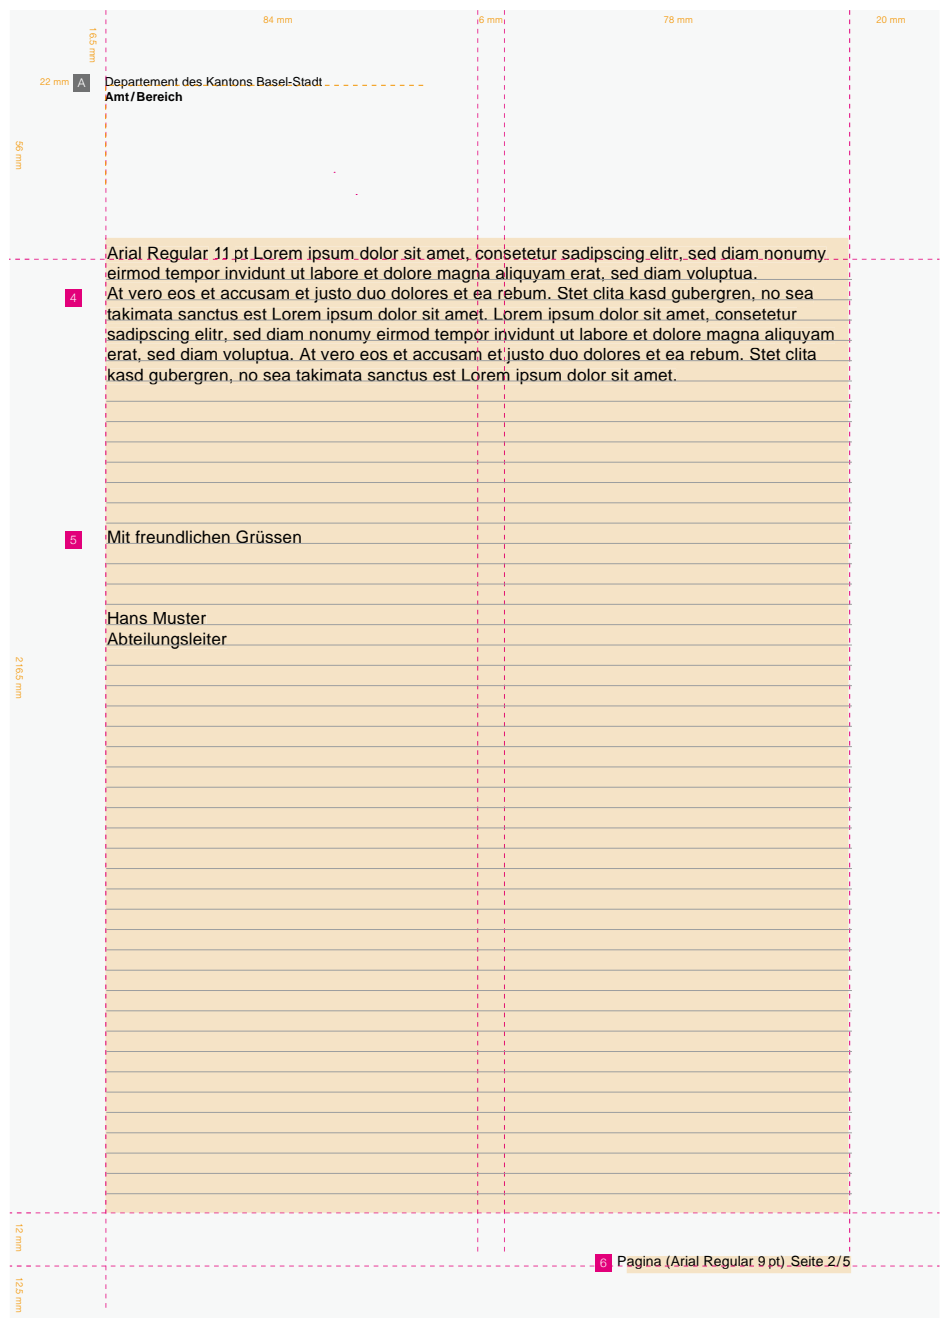 84 mm
6 mm
78 mm
20 mm
16.5 mm
22 mm
A
Departement des Kantons Basel-Stadt
Amt/Bereich
56 mm
Arial Regular 11 pt Lorem ipsum dolor sit amet, consetetur sadipscing elitr, sed diam nonumy
eirmod tempor invidunt ut labore et dolore magna aliquyam erat, sed diam voluptua.
4
At vero eos et accusam et justo duo dolores et ea rebum. Stet clita kasd gubergren, no sea
takimata sanctus est Lorem ipsum dolor sit amet. Lorem ipsum dolor sit amet, consetetur
sadipscing elitr, sed diam nonumy eirmod tempor invidunt ut labore et dolore magna aliquyam
erat, sed diam voluptua. At vero eos et accusam et justo duo dolores et ea rebum. Stet clita
kasd gubergren, no sea takimata sanctus est Lorem ipsum dolor sit amet.
5
Mit freundlichen Grüssen
Hans Muster
Abteilungsleiter
216.5 mm
12 mm
6
Pagina (Arial Regular 9 pt) Seite 2/5
12.5 mm